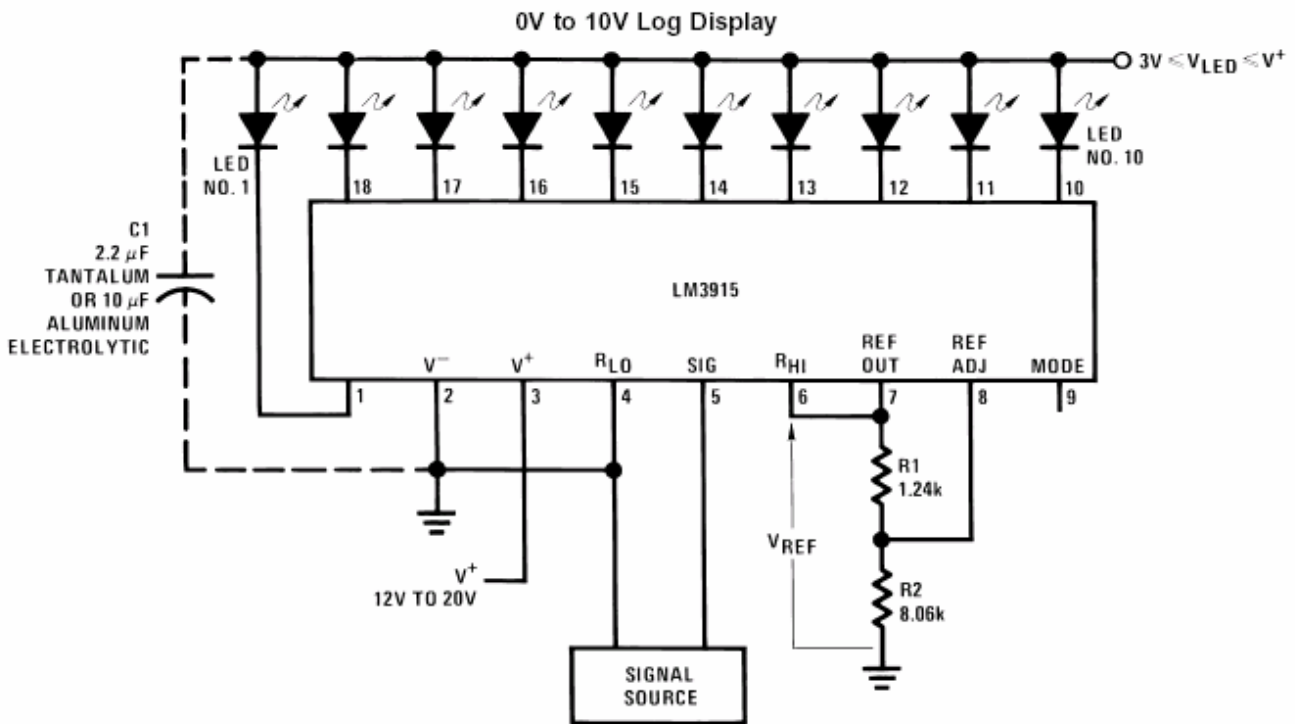 0V to 10V Log Display
3V ≤ V_LED ≤ V⁺
LED
NO. 1
LED
NO. 10
18
17
16
15
14
13
12
11
10
C1
2.2 μF
TANTALUM
OR 10 μF
ALUMINUM
ELECTROLYTIC
LM3915
V⁻
V⁺
R_LO
SIG
R_HI
REF
OUT
REF
ADJ
MODE
1
2
3
4
5
6
7
8
9
R1
1.24k
V_REF
R2
8.06k
V⁺
12V TO 20V
SIGNAL
SOURCE